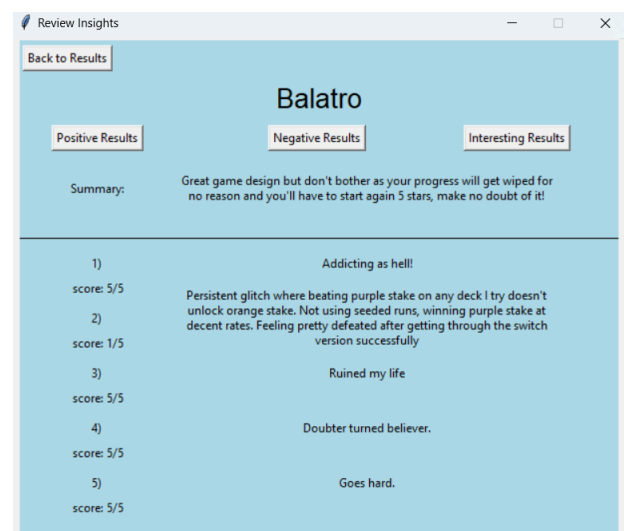 Review Insights
Back to Results
Balatro
Positive Results
Negative Results
Interesting Results
Summary:
Great game design but don't bother as your progress will get wiped for
no reason and you'll have to start again 5 stars, make no doubt of it!
1)
Addicting as hell!
score: 5/5
2)
Persistent glitch where beating purple stake on any deck I try doesn't
unlock orange stake. Not using seeded runs, winning purple stake at
decent rates. Feeling pretty defeated after getting through the switch
version successfully
score: 1/5
3)
Ruined my life
score: 5/5
4)
Doubter turned believer.
score: 5/5
5)
Goes hard.
score: 5/5